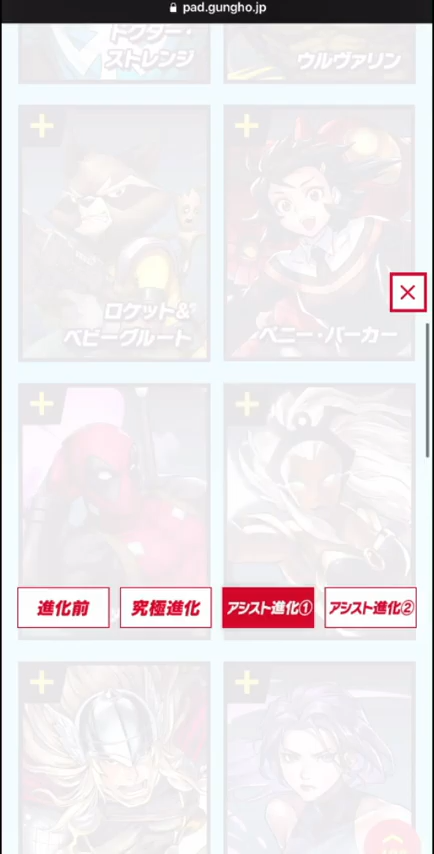 pad.gungho.jp
ドクター・
ストレンジ
ウルヴァリン
ロケット&
ベビーグルート
ペニー・パーカー
進化前
究極進化
アシスト進化①
アシスト進化②